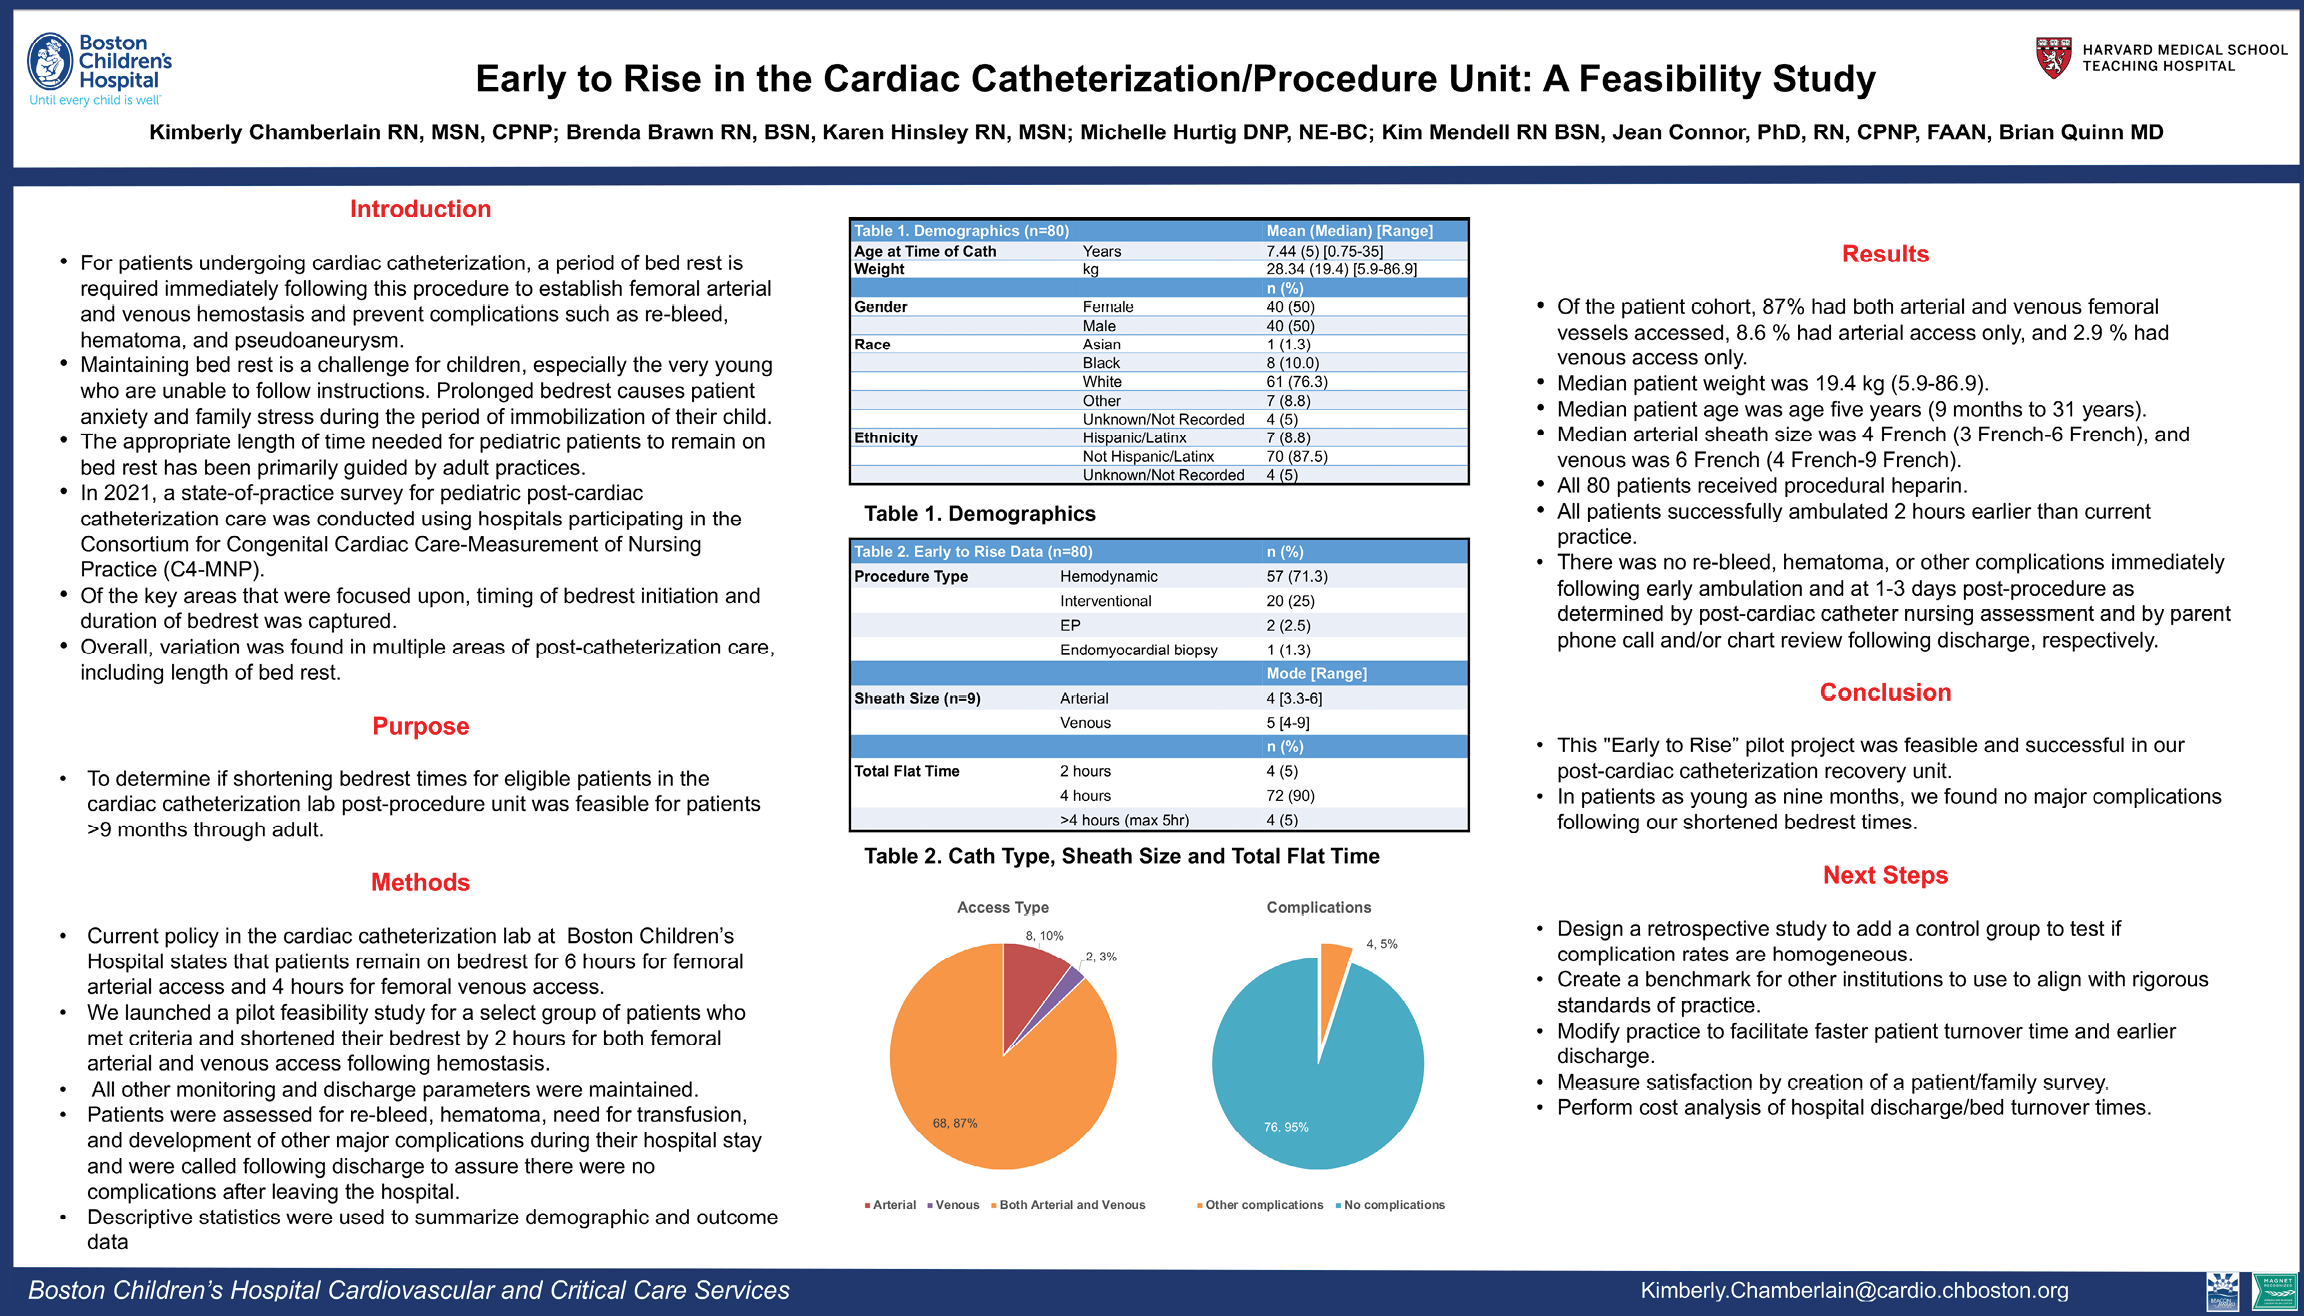 Boston
Children's
Hospital
Until every child is well™
HARVARD MEDICAL SCHOOL
TEACHING HOSPITAL
Early to Rise in the Cardiac Catheterization/Procedure Unit: A Feasibility Study
Kimberly Chamberlain RN, MSN, CPNP; Brenda Brawn RN, BSN, Karen Hinsley RN, MSN; Michelle Hurtig DNP, NE-BC; Kim Mendell RN BSN, Jean Connor, PhD, RN, CPNP, FAAN, Brian Quinn MD
Introduction
• For patients undergoing cardiac catheterization, a period of bed rest is
required immediately following this procedure to establish femoral arterial
and venous hemostasis and prevent complications such as re-bleed,
hematoma, and pseudoaneurysm.
• Maintaining bed rest is a challenge for children, especially the very young
who are unable to follow instructions. Prolonged bedrest causes patient
anxiety and family stress during the period of immobilization of their child.
• The appropriate length of time needed for pediatric patients to remain on
bed rest has been primarily guided by adult practices.
• In 2021, a state-of-practice survey for pediatric post-cardiac
catheterization care was conducted using hospitals participating in the
Consortium for Congenital Cardiac Care-Measurement of Nursing
Practice (C4-MNP).
• Of the key areas that were focused upon, timing of bedrest initiation and
duration of bedrest was captured.
• Overall, variation was found in multiple areas of post-catheterization care,
including length of bed rest.
Purpose
• To determine if shortening bedrest times for eligible patients in the
cardiac catheterization lab post-procedure unit was feasible for patients
>9 months through adult.
Methods
• Current policy in the cardiac catheterization lab at Boston Children's
Hospital states that patients remain on bedrest for 6 hours for femoral
arterial access and 4 hours for femoral venous access.
• We launched a pilot feasibility study for a select group of patients who
met criteria and shortened their bedrest by 2 hours for both femoral
arterial and venous access following hemostasis.
• All other monitoring and discharge parameters were maintained.
• Patients were assessed for re-bleed, hematoma, need for transfusion,
and development of other major complications during their hospital stay
and were called following discharge to assure there were no
complications after leaving the hospital.
• Descriptive statistics were used to summarize demographic and outcome
data
Table 1. Demographics (n=80) Mean (Median) [Range]
Age at Time of Cath Years 7.44 (5) [0.75-35]
Weight kg 28.34 (19.4) [5.9-86.9]
n (%)
Gender Female 40 (50)
Male 40 (50)
Race Asian 1 (1.3)
Black 8 (10.0)
White 61 (76.3)
Other 7 (8.8)
Unknown/Not Recorded 4 (5)
Ethnicity Hispanic/Latinx 7 (8.8)
Not Hispanic/Latinx 70 (87.5)
Unknown/Not Recorded 4 (5)
Table 1. Demographics
Table 2. Early to Rise Data (n=80) n (%)
Procedure Type Hemodynamic 57 (71.3)
Interventional 20 (25)
EP 2 (2.5)
Endomyocardial biopsy 1 (1.3)
Mode [Range]
Sheath Size (n=9) Arterial 4 [3.3-6]
Venous 5 [4-9]
n (%)
Total Flat Time 2 hours 4 (5)
4 hours 72 (90)
>4 hours (max 5hr) 4 (5)
Table 2. Cath Type, Sheath Size and Total Flat Time
Access Type
8, 10%
2, 3%
68, 87%
Arterial Venous Both Arterial and Venous
Complications
4, 5%
76. 95%
Other complications No complications
Results
• Of the patient cohort, 87% had both arterial and venous femoral
vessels accessed, 8.6 % had arterial access only, and 2.9 % had
venous access only.
• Median patient weight was 19.4 kg (5.9-86.9).
• Median patient age was age five years (9 months to 31 years).
• Median arterial sheath size was 4 French (3 French-6 French), and
venous was 6 French (4 French-9 French).
• All 80 patients received procedural heparin.
• All patients successfully ambulated 2 hours earlier than current
practice.
• There was no re-bleed, hematoma, or other complications immediately
following early ambulation and at 1-3 days post-procedure as
determined by post-cardiac catheter nursing assessment and by parent
phone call and/or chart review following discharge, respectively.
Conclusion
• This "Early to Rise” pilot project was feasible and successful in our
post-cardiac catheterization recovery unit.
• In patients as young as nine months, we found no major complications
following our shortened bedrest times.
Next Steps
• Design a retrospective study to add a control group to test if
complication rates are homogeneous.
• Create a benchmark for other institutions to use to align with rigorous
standards of practice.
• Modify practice to facilitate faster patient turnover time and earlier
discharge.
• Measure satisfaction by creation of a patient/family survey.
• Perform cost analysis of hospital discharge/bed turnover times.
Boston Children's Hospital Cardiovascular and Critical Care Services
Kimberly.Chamberlain@cardio.chboston.org
BEACON
MAGNET
RECOGNIZED